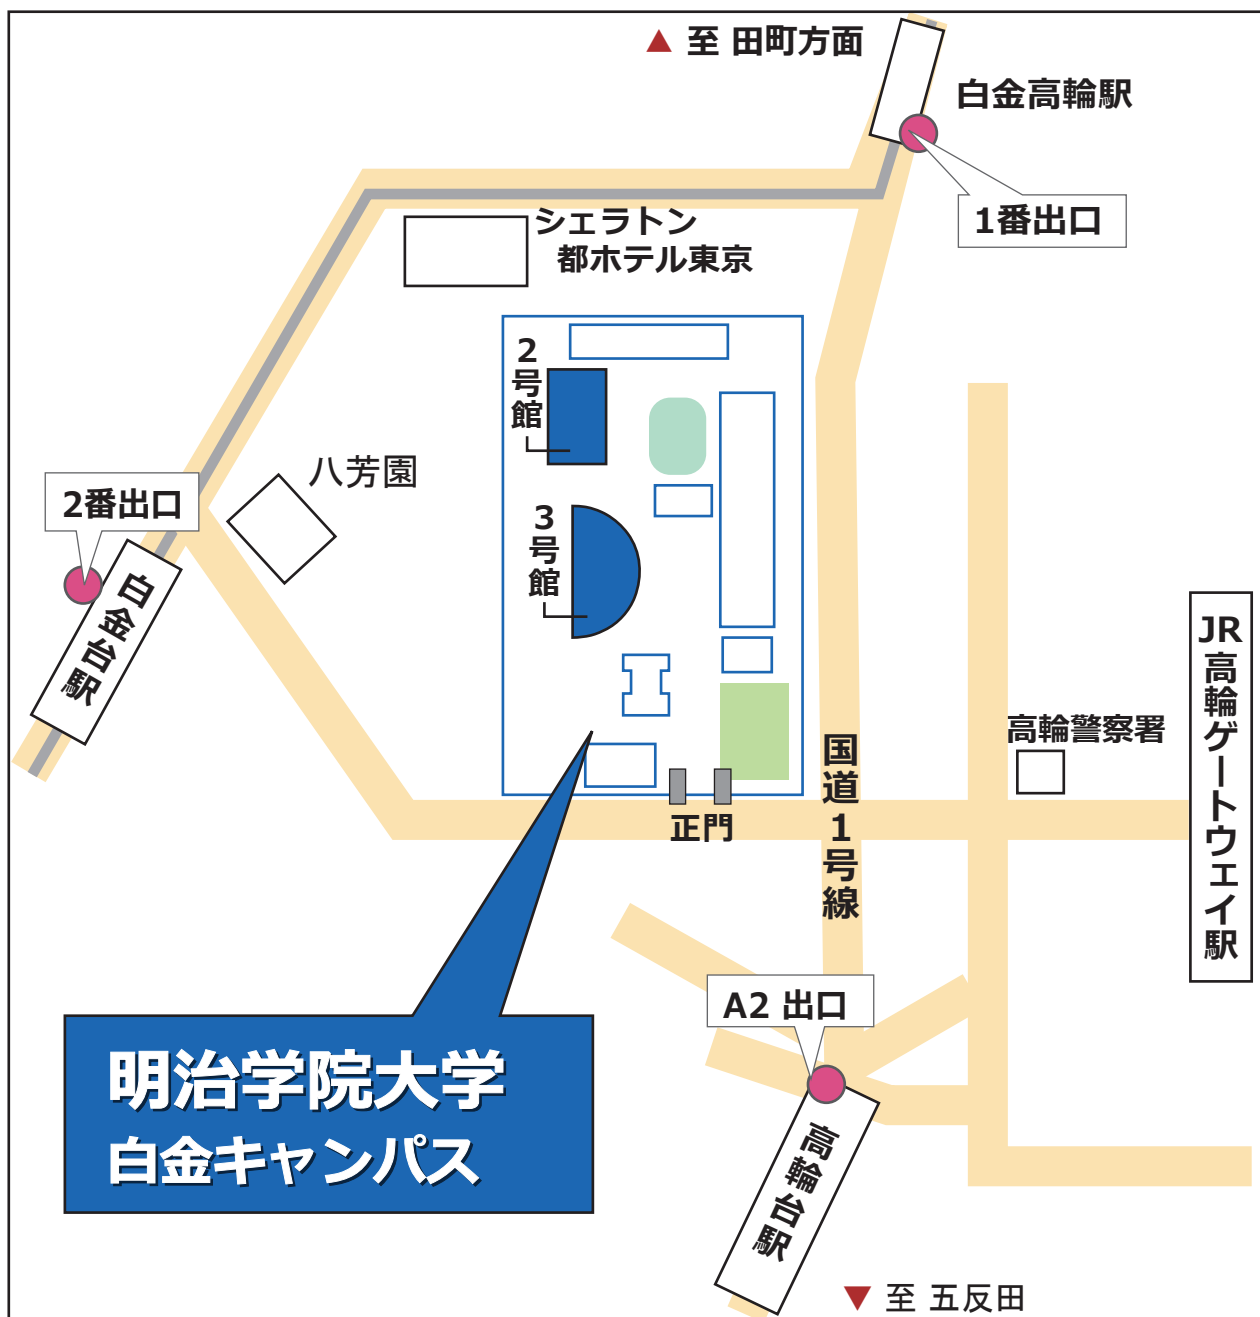 ▲ 至 田町方面
白金高輪駅
1番出口
シェラトン
都ホテル東京
2号館
八芳園
2番出口
3号館
白金台駅
JR高輪ゲートウェイ駅
高輪警察署
国道1号線
正門
A2 出口
明治学院大学
白金キャンパス
高輪台駅
▼ 至 五反田